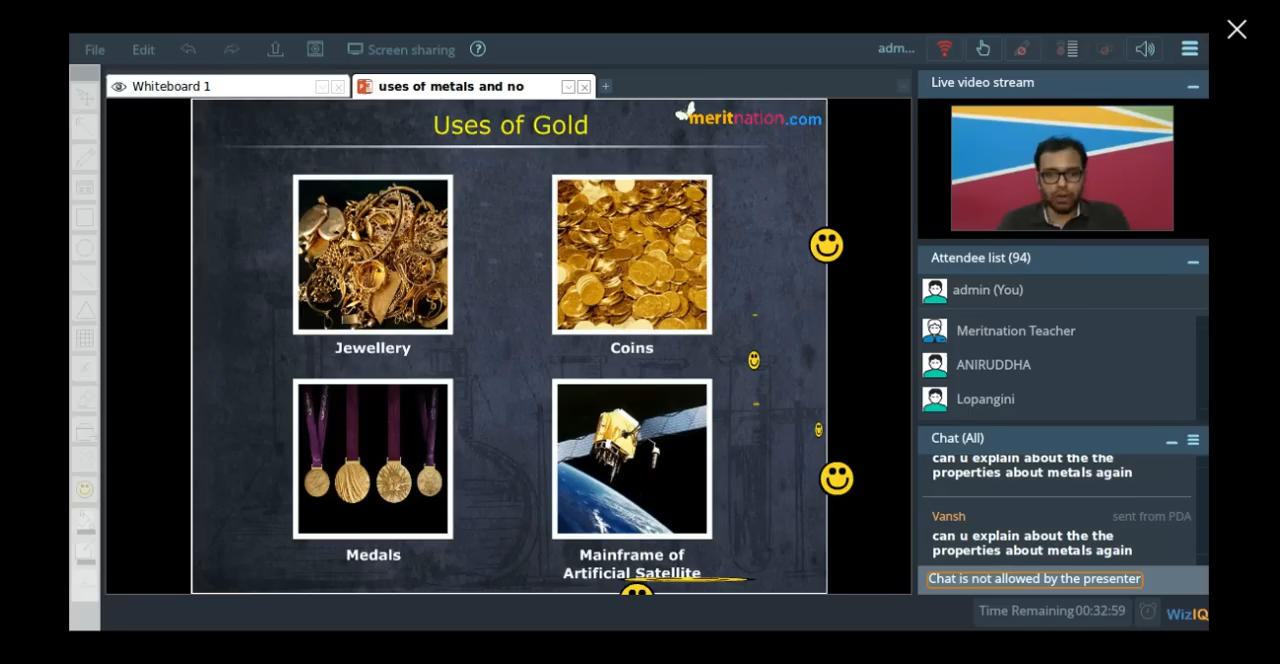 File Edit Screen sharing ? adm...
Whiteboard 1
uses of metals and no
+
Uses of Gold
meritnation.com
Jewellery
Coins
Medals
Mainframe of
Artificial Satellite
Live video stream
Attendee list (94)
admin (You)
Meritnation Teacher
ANIRUDDHA
Lopangini
Chat (All)
can u explain about the the
properties about metals again
Vansh sent from PDA
can u explain about the the
properties about metals again
Chat is not allowed by the presenter
Time Remaining 00:32:59
WizIQ